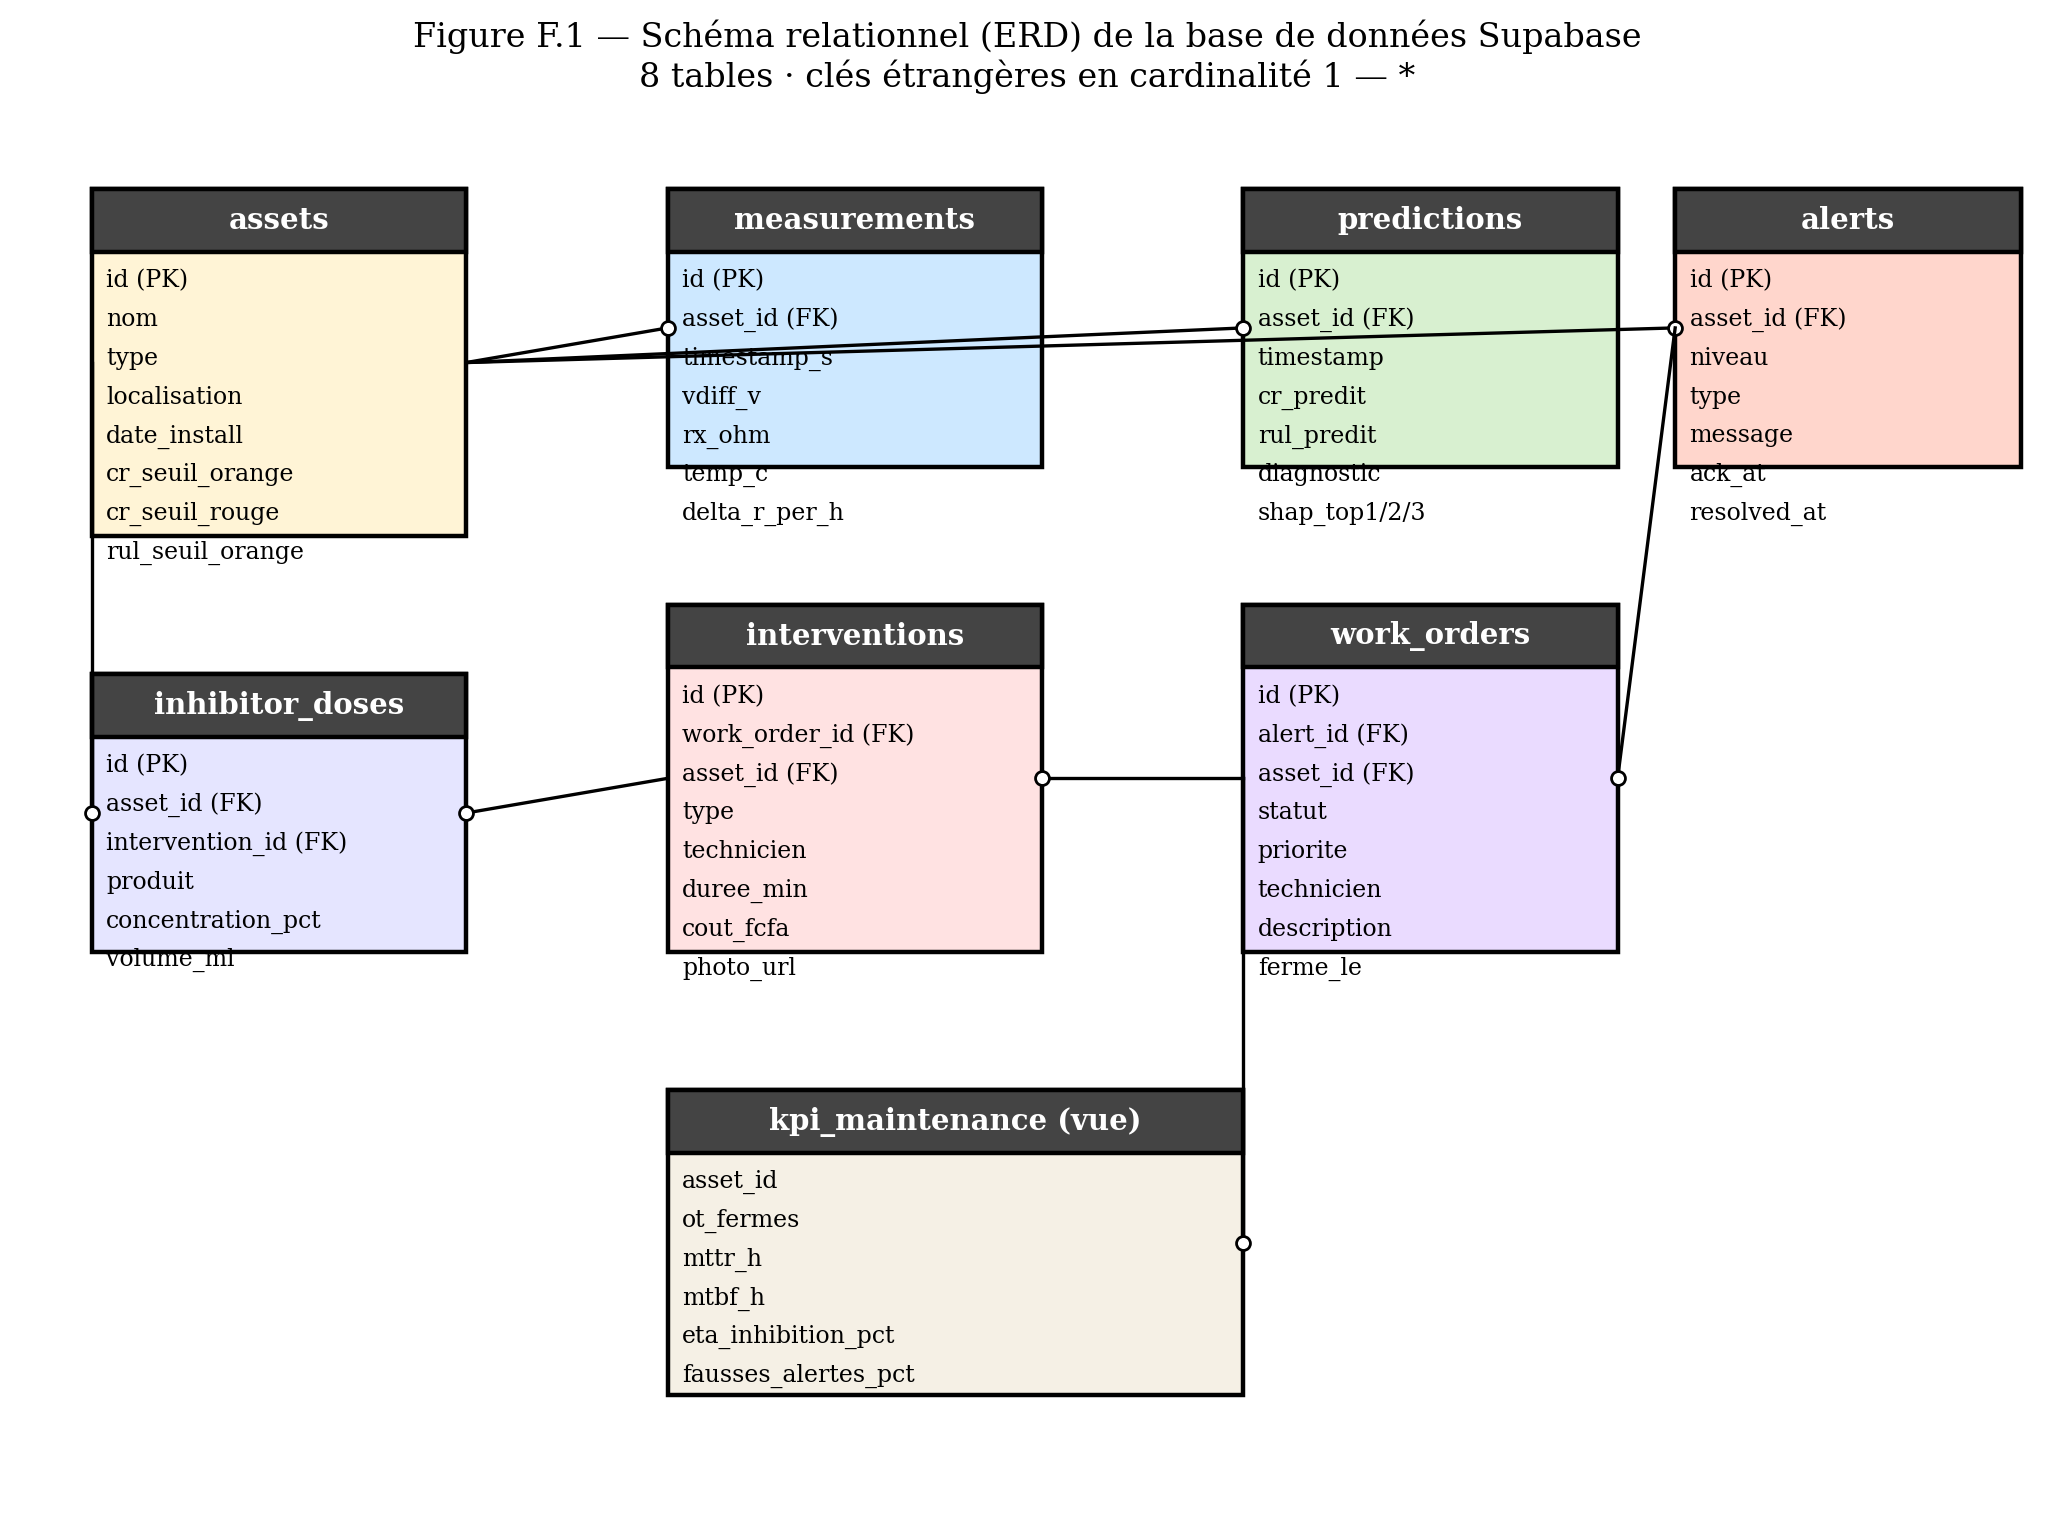 Figure F.1 — Schéma relationnel (ERD) de la base de données Supabase
8 tables · clés étrangères en cardinalité 1 — *
assets
id (PK)
nom
type
localisation
date_install
cr_seuil_orange
cr_seuil_rouge
rul_seuil_orange
measurements
id (PK)
asset_id (FK)
timestamp_s
vdiff_v
rx_ohm
temp_c
delta_r_per_h
predictions
id (PK)
asset_id (FK)
timestamp
cr_predit
rul_predit
diagnostic
shap_top1/2/3
alerts
id (PK)
asset_id (FK)
niveau
type
message
ack_at
resolved_at
inhibitor_doses
id (PK)
asset_id (FK)
intervention_id (FK)
produit
concentration_pct
volume_ml
interventions
id (PK)
work_order_id (FK)
asset_id (FK)
type
technicien
duree_min
cout_fcfa
photo_url
work_orders
id (PK)
alert_id (FK)
asset_id (FK)
statut
priorite
technicien
description
ferme_le
kpi_maintenance (vue)
asset_id
ot_fermes
mttr_h
mtbf_h
eta_inhibition_pct
fausses_alertes_pct